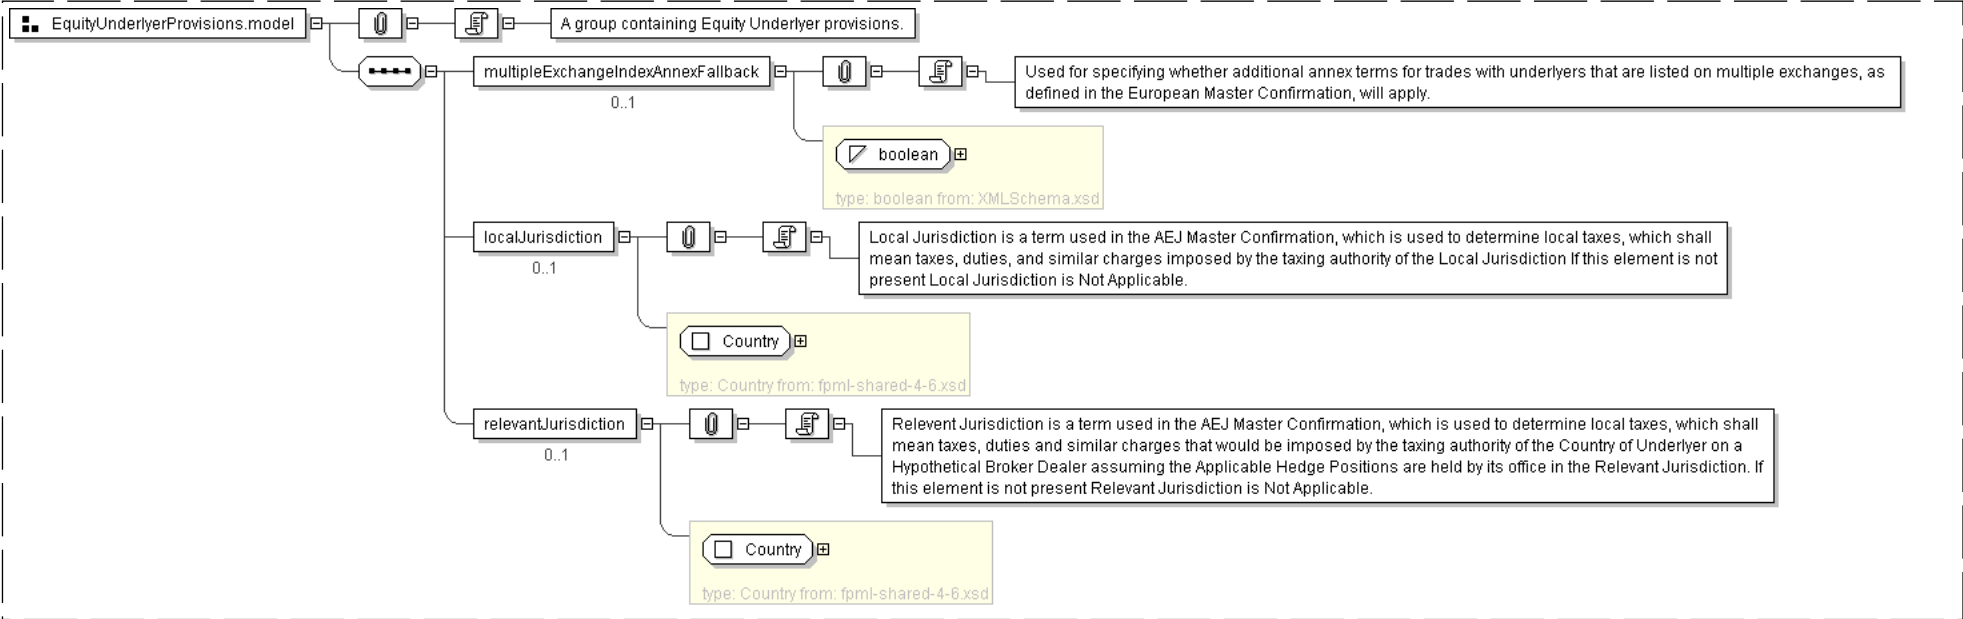 EquityUnderlyerProvisions.model
A group containing Equity Underlyer provisions.
multipleExchangeIndexAnnexFallback
0..1
Used for specifying whether additional annex terms for trades with underlyers that are listed on multiple exchanges, as
defined in the European Master Confirmation, will apply.
boolean
type: boolean from: XMLSchema.xsd
localJurisdiction
0..1
Local Jurisdiction is a term used in the AEJ Master Confirmation, which is used to determine local taxes, which shall
mean taxes, duties, and similar charges imposed by the taxing authority of the Local Jurisdiction If this element is not
present Local Jurisdiction is Not Applicable.
Country
type: Country from: fpml-shared-4-6.xsd
relevantJurisdiction
0..1
Relevent Jurisdiction is a term used in the AEJ Master Confirmation, which is used to determine local taxes, which shall
mean taxes, duties and similar charges that would be imposed by the taxing authority of the Country of Underlyer on a
Hypothetical Broker Dealer assuming the Applicable Hedge Positions are held by its office in the Relevant Jurisdiction. If
this element is not present Relevant Jurisdiction is Not Applicable.
Country
type: Country from: fpml-shared-4-6.xsd